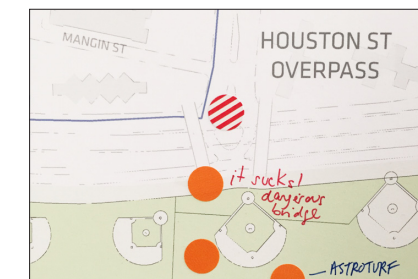 MANGIN ST
HOUSTON ST
OVERPASS
it sucks!
dangerous
bridge
ASTROTURF